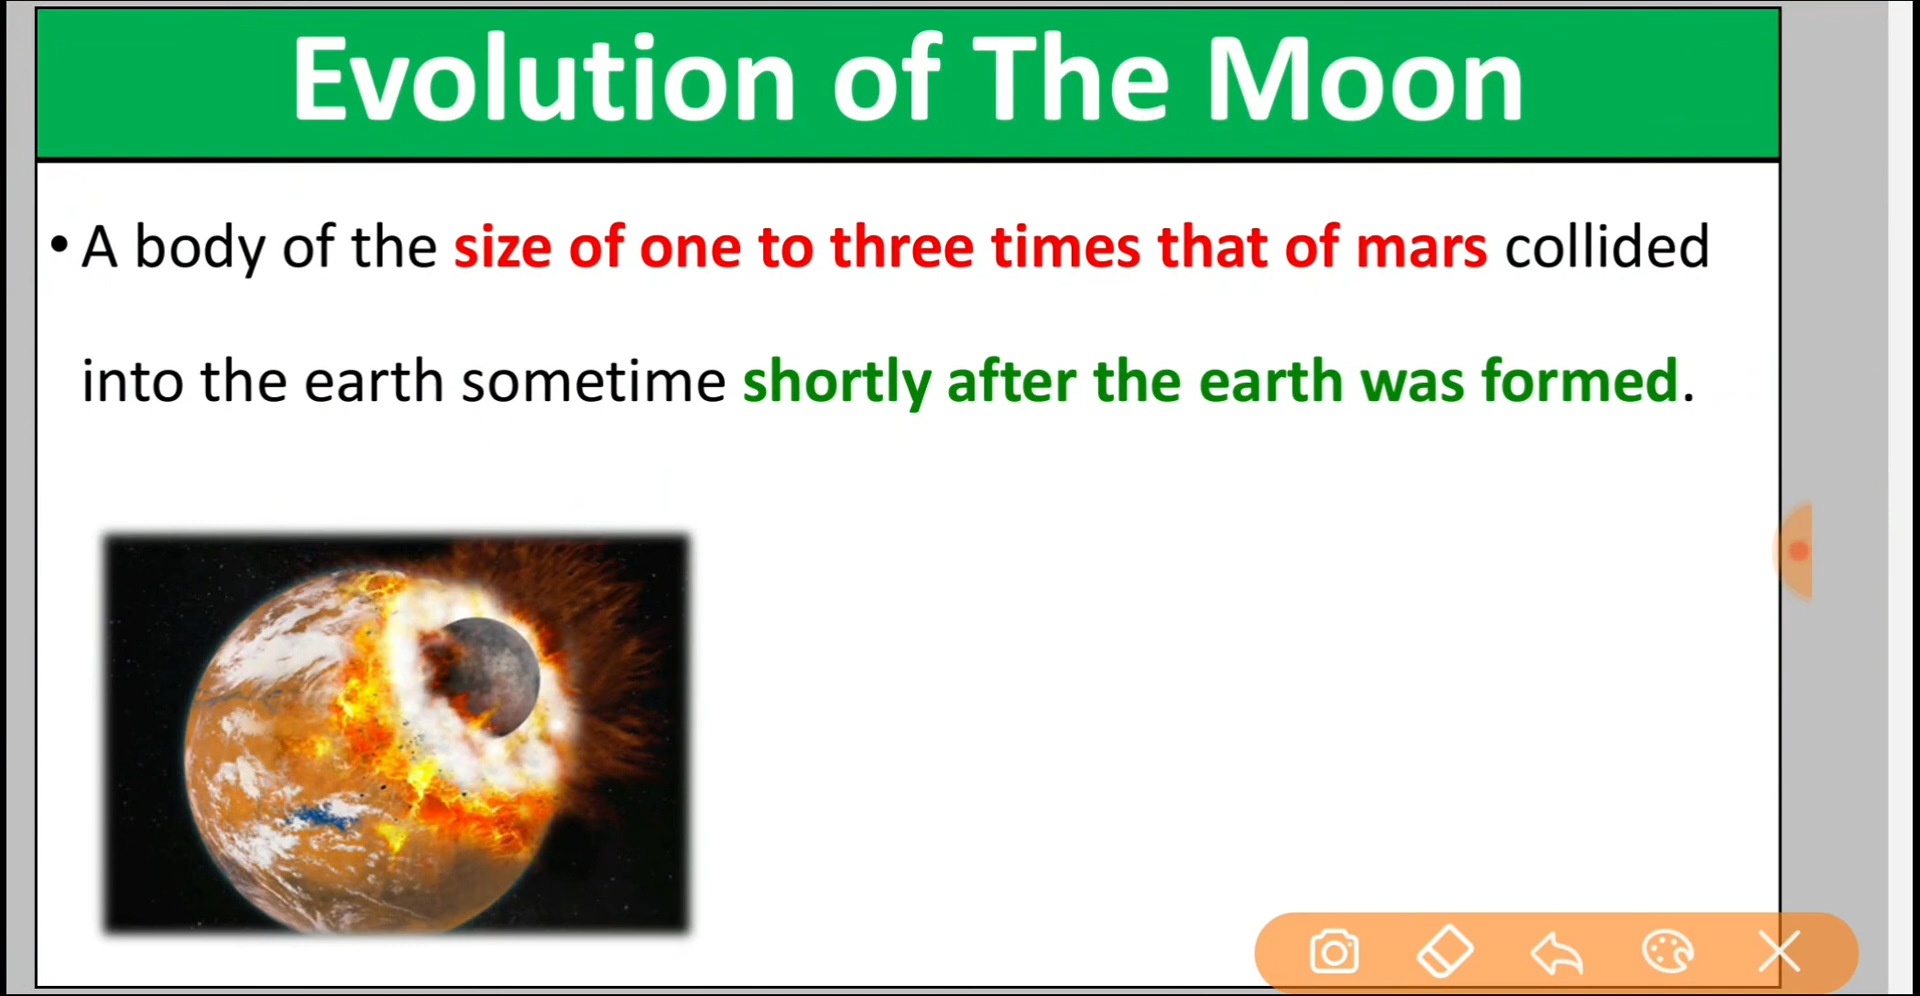 Evolution of The Moon
• A body of the size of one to three times that of mars collided
into the earth sometime shortly after the earth was formed.